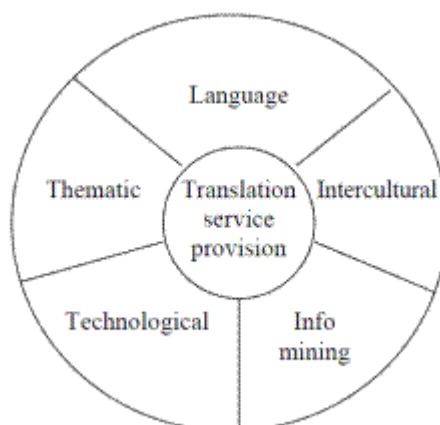 Language
Thematic
Translation
service
provision
Intercultural
Technological
Info
mining